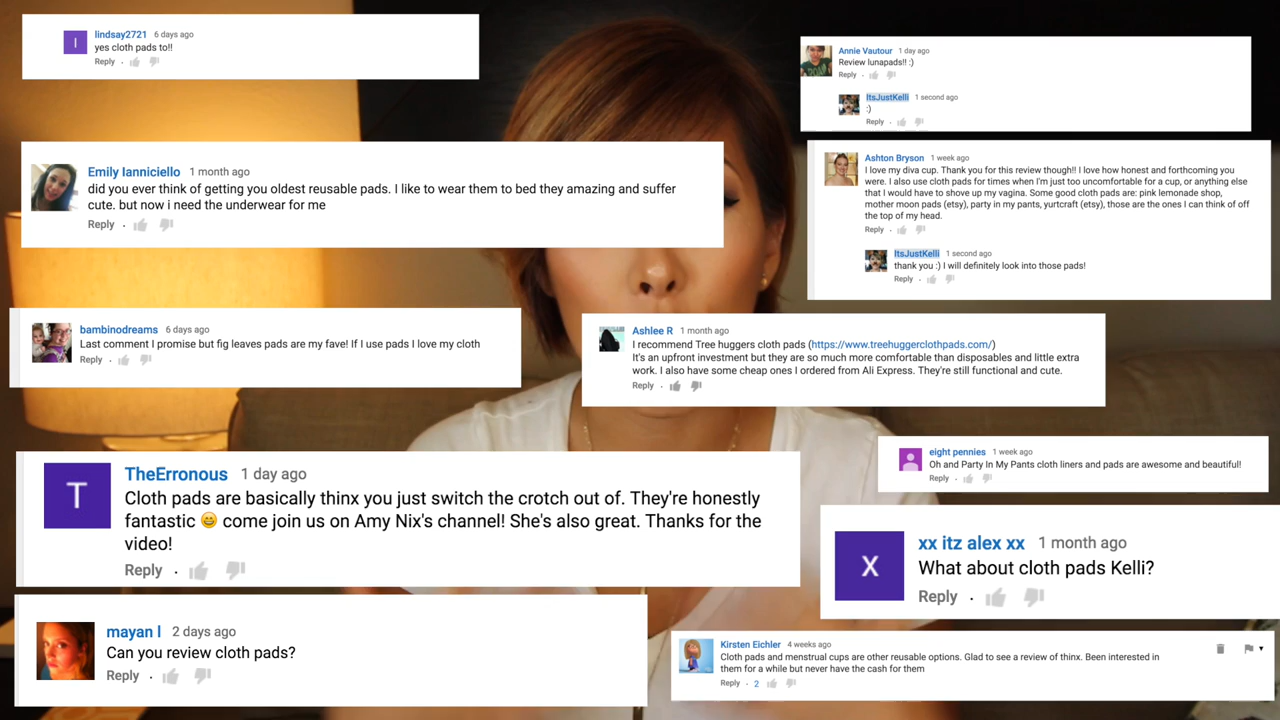 I
lindsay2721 6 days ago
yes cloth pads to!!
Reply
Annie Vautour 1 day ago
Review lunapads!! :)
Reply
ItsJustKelli 1 second ago
:)
Reply
Emily Ianniciello 1 month ago
did you ever think of getting you oldest reusable pads. I like to wear them to bed they amazing and suffer
cute. but now i need the underwear for me
Reply
Ashton Bryson 1 week ago
I love my diva cup. Thank you for this review though!! I love how honest and forthcoming you
were. I also use cloth pads for times when I'm just too uncomfortable for a cup, or anything else
that I would have to shove up my vagina. Some good cloth pads are: pink lemonade shop,
mother moon pads (etsy), party in my pants, yurtcraft (etsy), those are the ones I can think of off
the top of my head.
Reply
ItsJustKelli 1 second ago
thank you :) I will definitely look into those pads!
Reply
bambinodreams 6 days ago
Last comment I promise but fig leaves pads are my fave! If I use pads I love my cloth
Reply
Ashlee R 1 month ago
I recommend Tree huggers cloth pads (https://www.treehuggerclothpads.com/)
It's an upfront investment but they are so much more comfortable than disposables and little extra
work. I also have some cheap ones I ordered from Ali Express. They're still functional and cute.
Reply
T
TheErronous 1 day ago
Cloth pads are basically thinx you just switch the crotch out of. They're honestly
fantastic 😄 come join us on Amy Nix's channel! She's also great. Thanks for the
video!
Reply
eight pennies 1 week ago
Oh and Party In My Pants cloth liners and pads are awesome and beautiful!
Reply
X
xx itz alex xx 1 month ago
What about cloth pads Kelli?
Reply
mayan l 2 days ago
Can you review cloth pads?
Reply
Kirsten Eichler 4 weeks ago
Cloth pads and menstrual cups are other reusable options. Glad to see a review of thinx. Been interested in
them for a while but never have the cash for them
Reply 2